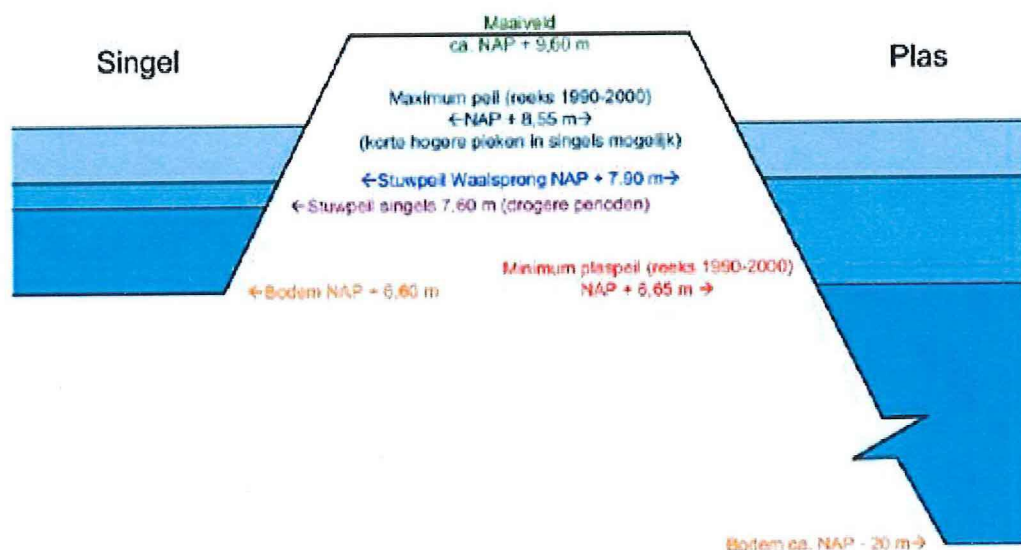 Maaiveld
ca. NAP + 9,60 m
Singel
Plas
Maximum peil (reeks 1990-2000)
←NAP + 8,55 m→
(korte hogere pieken in singels mogelijk)
←Stuwpeil Waalsprong NAP + 7.90 m→
←Stuwpeil singels 7,60 m (drogere perioden)
Minimum plaspeil (reeks 1990-2000)
NAP + 6,65 m →
←Bodem NAP + 6,60 m
Bodem ca. NAP - 20 m→